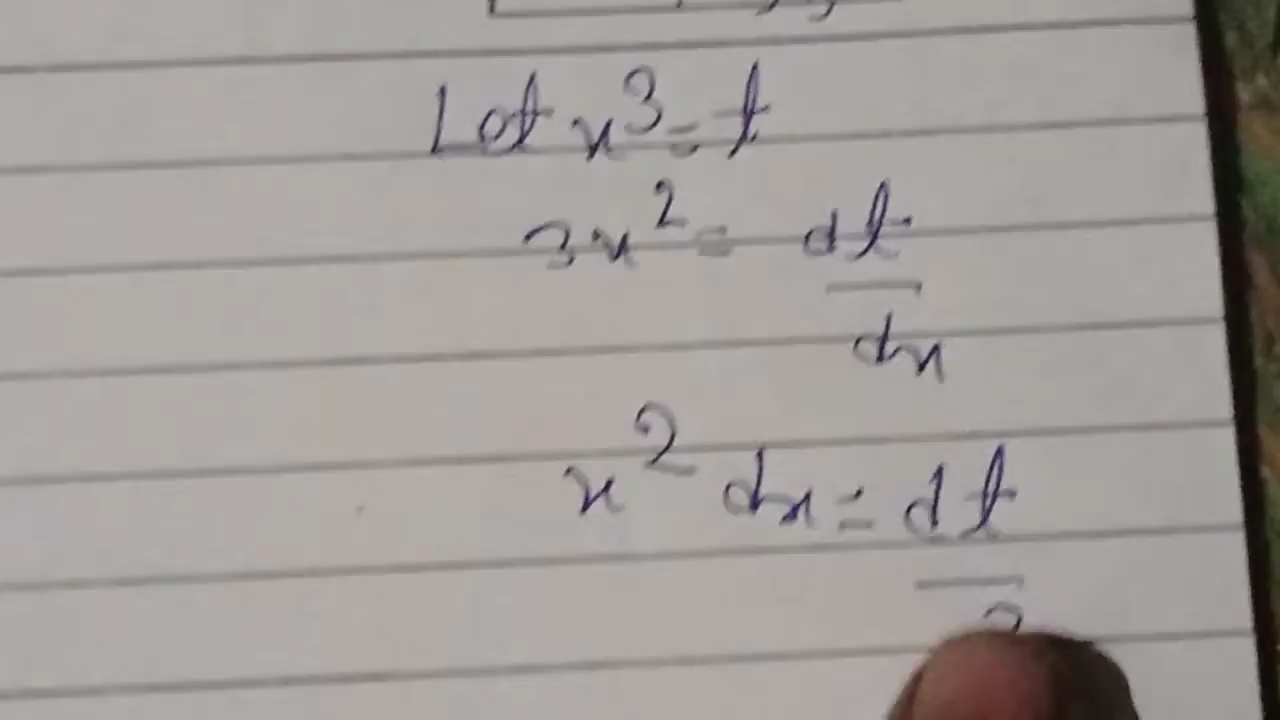 Let x³ = t
3x² = dt
dx
x² dx = dt